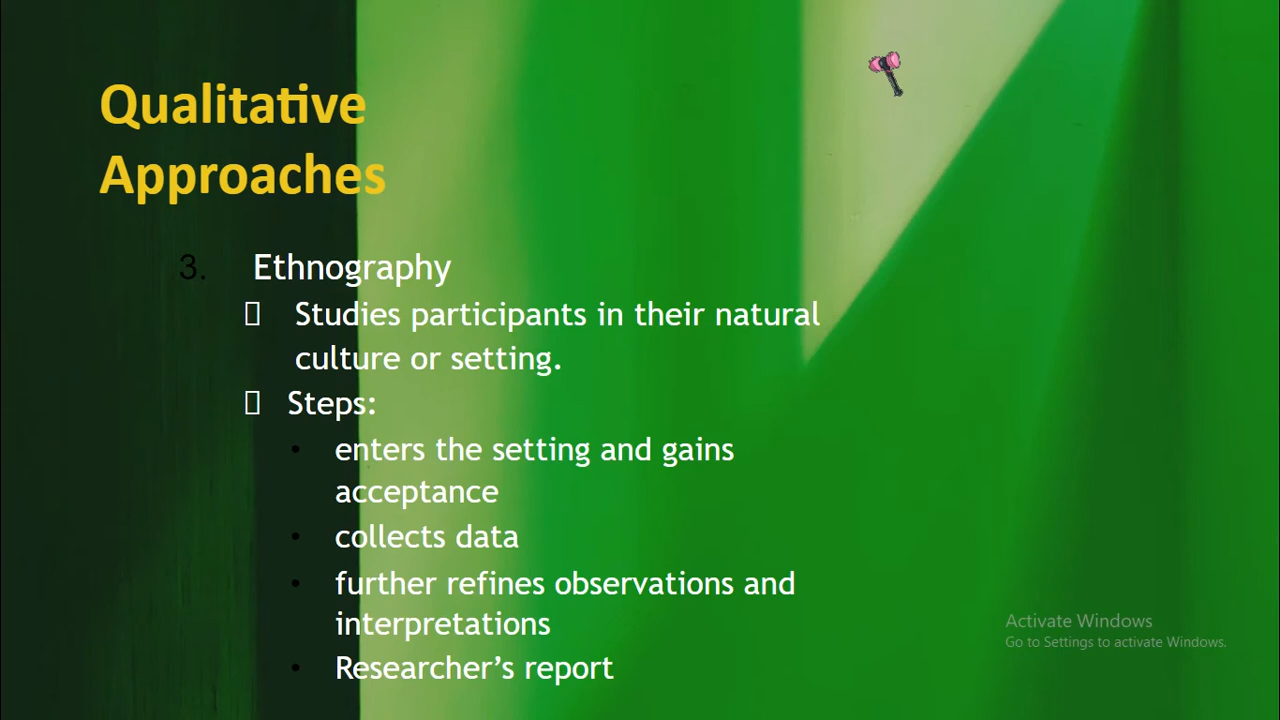 Qualitative
Approaches
3. Ethnography
Studies participants in their natural
culture or setting.
Steps:
• enters the setting and gains
acceptance
• collects data
• further refines observations and
interpretations
• Researcher’s report
Activate Windows
Go to Settings to activate Windows.